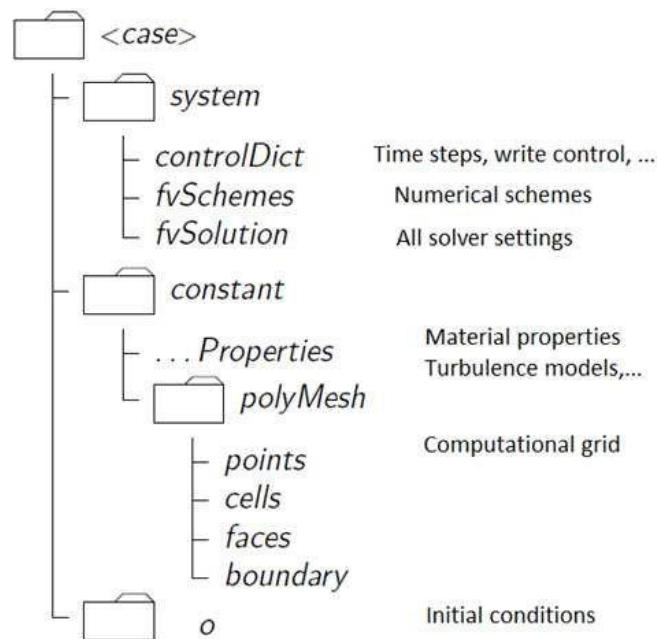 <case>
system
controlDict Time steps, write control, ...
fvSchemes Numerical schemes
fvSolution All solver settings
constant
... Properties Material properties
Turbulence models,...
polyMesh
Computational grid
points
cells
faces
boundary
o Initial conditions